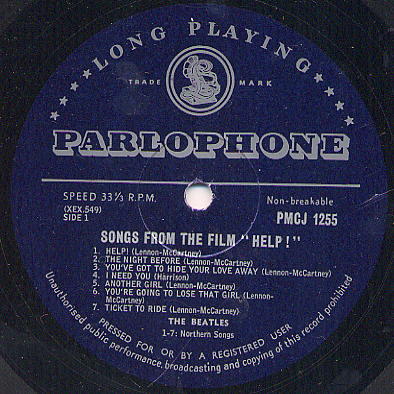 LONG PLAYING
TRADE MARK
PARLOPHONE
SPEED 33⅓ R.P.M.
(XEX.549)
SIDE 1
Non-breakable
PMCJ 1255
SONGS FROM THE FILM "HELP!"
1. HELP! (Lennon-McCartney)
2. THE NIGHT BEFORE (Lennon-McCartney)
3. YOU'VE GOT TO HIDE YOUR LOVE AWAY (Lennon-McCartney)
4. I NEED YOU (Harrison)
5. ANOTHER GIRL (Lennon-McCartney)
6. YOU'RE GOING TO LOSE THAT GIRL (Lennon-
McCartney)
7. TICKET TO RIDE (Lennon-McCartney)
THE BEATLES
1-7: Northern Songs
PRESSED FOR OR BY A REGISTERED USER
Unauthorised public performance, broadcasting and copying of this record prohibited